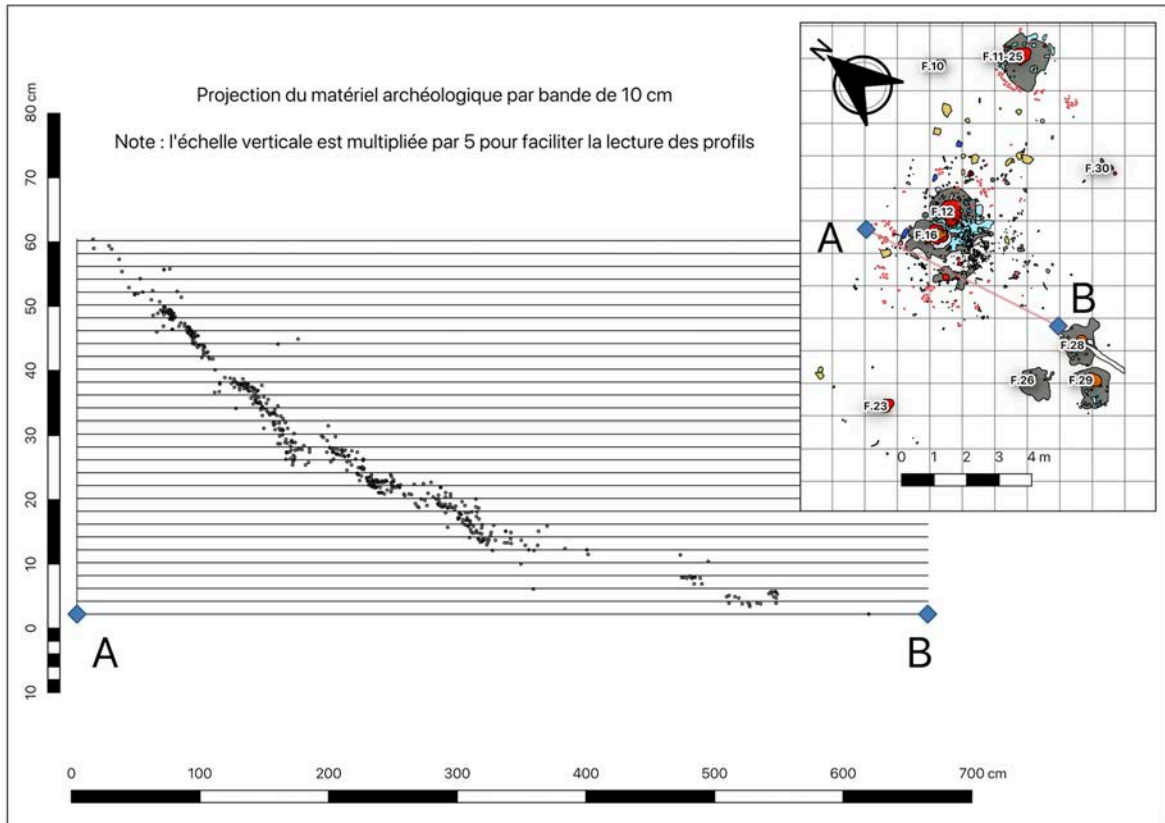 Projection du matériel archéologique par bande de 10 cm
Note : l'échelle verticale est multipliée par 5 pour faciliter la lecture des profils
80 cm
70
60
50
40
30
20
10
0
10
A
B
0 100 200 300 400 500 600 700 cm
N
F.10
F.11-25
F.30
F.12
F.16
A
B
F.28
F.26
F.29
F.23
0 1 2 3 4 m